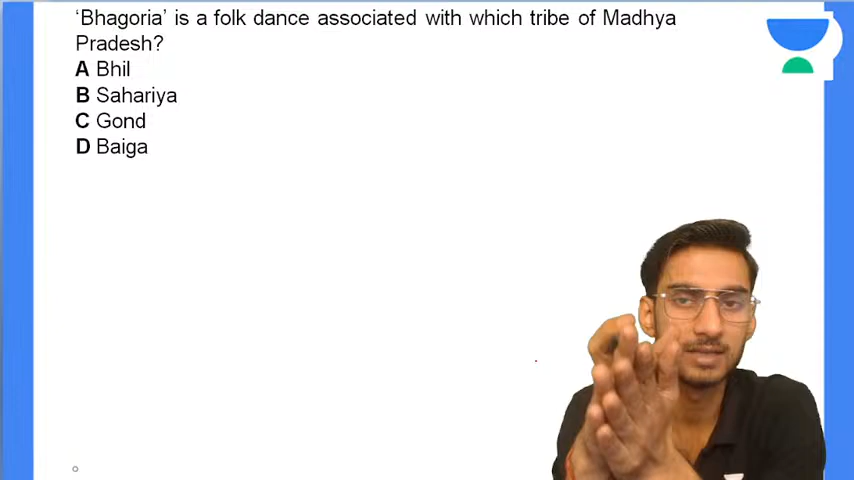 ‘Bhagoria’ is a folk dance associated with which tribe of Madhya
Pradesh?
A Bhil
B Sahariya
C Gond
D Baiga